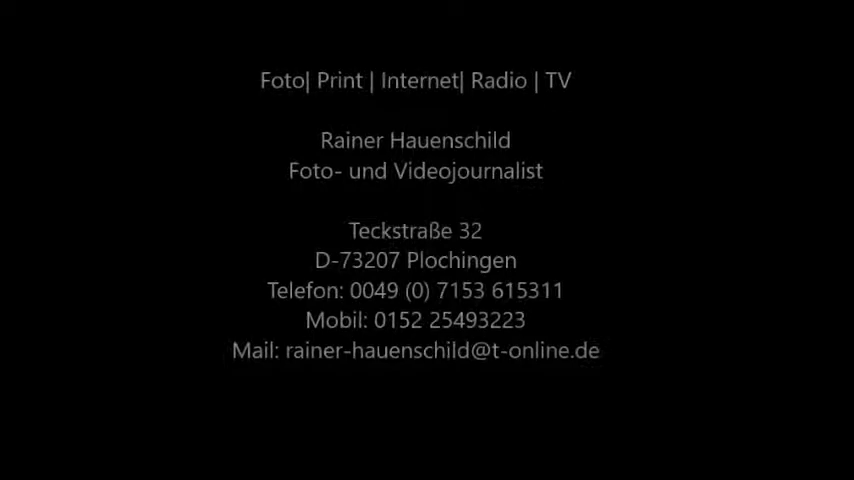 Foto| Print | Internet| Radio | TV
Rainer Hauenschild
Foto- und Videojournalist
Teckstraße 32
D-73207 Plochingen
Telefon: 0049 (0) 7153 615311
Mobil: 0152 25493223
Mail: rainer-hauenschild@t-online.de